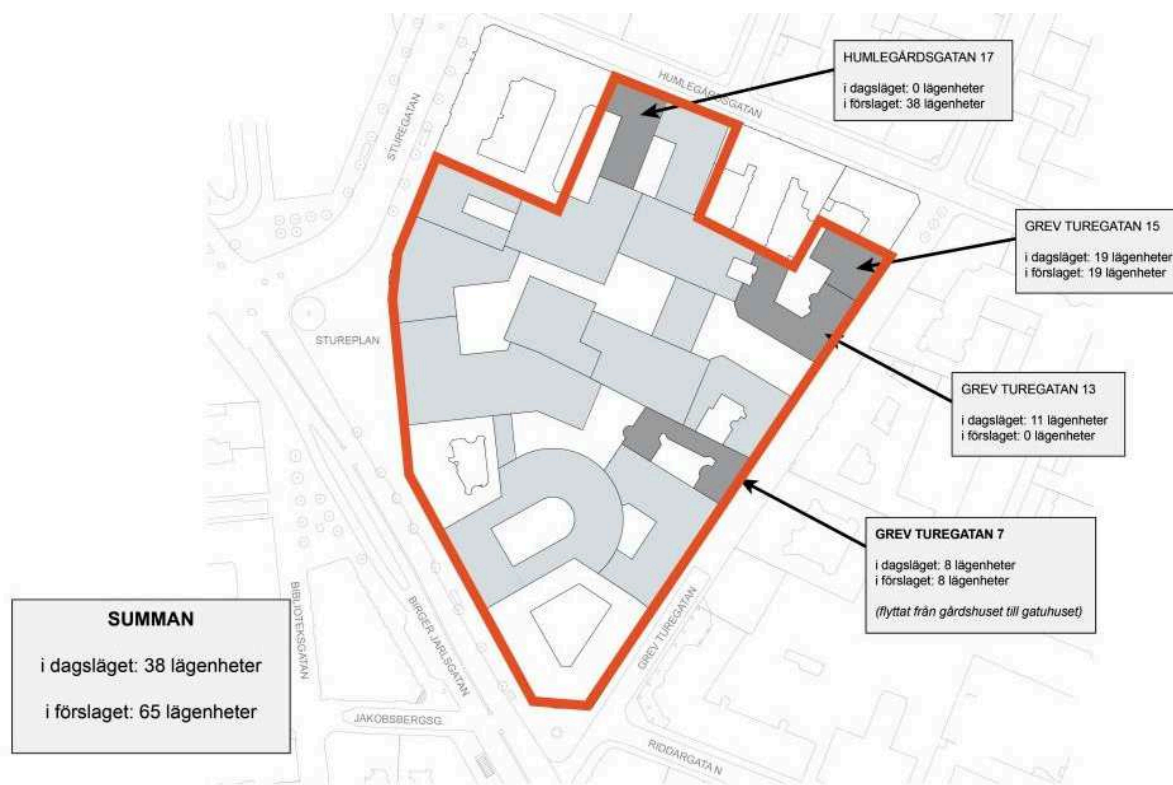 HUMLEGÅRDSGATAN 17
i dagsläget: 0 lägenheter
i förslaget: 38 lägenheter
HUMLEGÅRDSGATAN
STUREGATAN
GREV TUREGATAN 15
i dagsläget: 19 lägenheter
i förslaget: 19 lägenheter
STUREPLAN
GREV TUREGATAN 13
i dagsläget: 11 lägenheter
i förslaget: 0 lägenheter
GREV TUREGATAN 7
i dagsläget: 8 lägenheter
i förslaget: 8 lägenheter
(flyttat från gårdshuset till gatuhuset)
SUMMAN
i dagsläget: 38 lägenheter
i förslaget: 65 lägenheter
BIBLIOTEKSGATAN
BIRGER JARLSGATAN
GREV TUREGATAN
JAKOBSBERGSG.
RIDDARGATAN